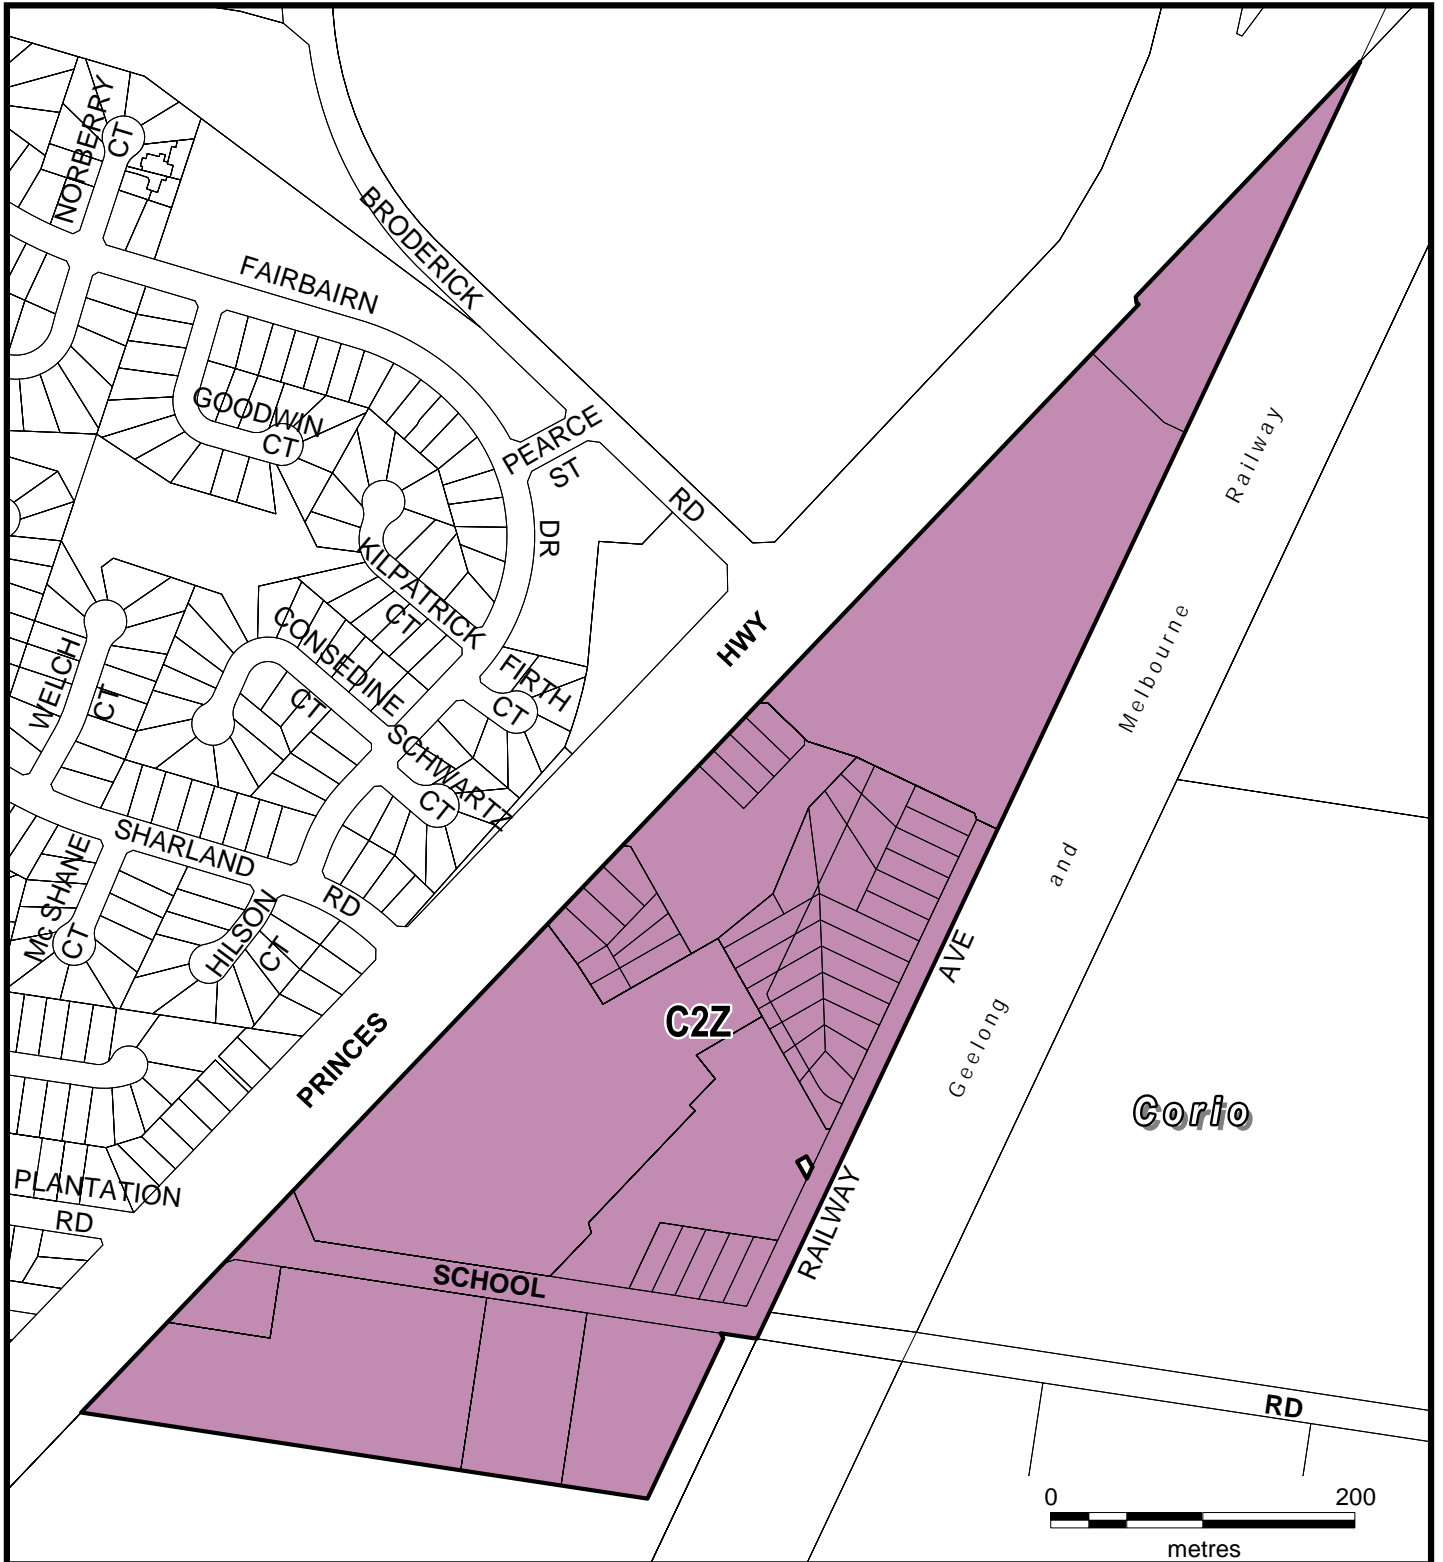 NORBERRY
CT
BRODERICK
FAIRBAIRN
GOODWIN
CT
PEARCE
ST
RD
DR
KILPATRICK
CT
CONSEDINE
CT
FIRTH
CT
SCHWARTZ
CT
WELCH
CT
HWY
SHARLAND
RD
Mc SHANE
CT
HILSON
CT
PRINCES
PLANTATION
RD
C2Z
AVE
RAILWAY
SCHOOL
RD
Railway
Melbourne
and
Geelong
Corio
0 200
metres